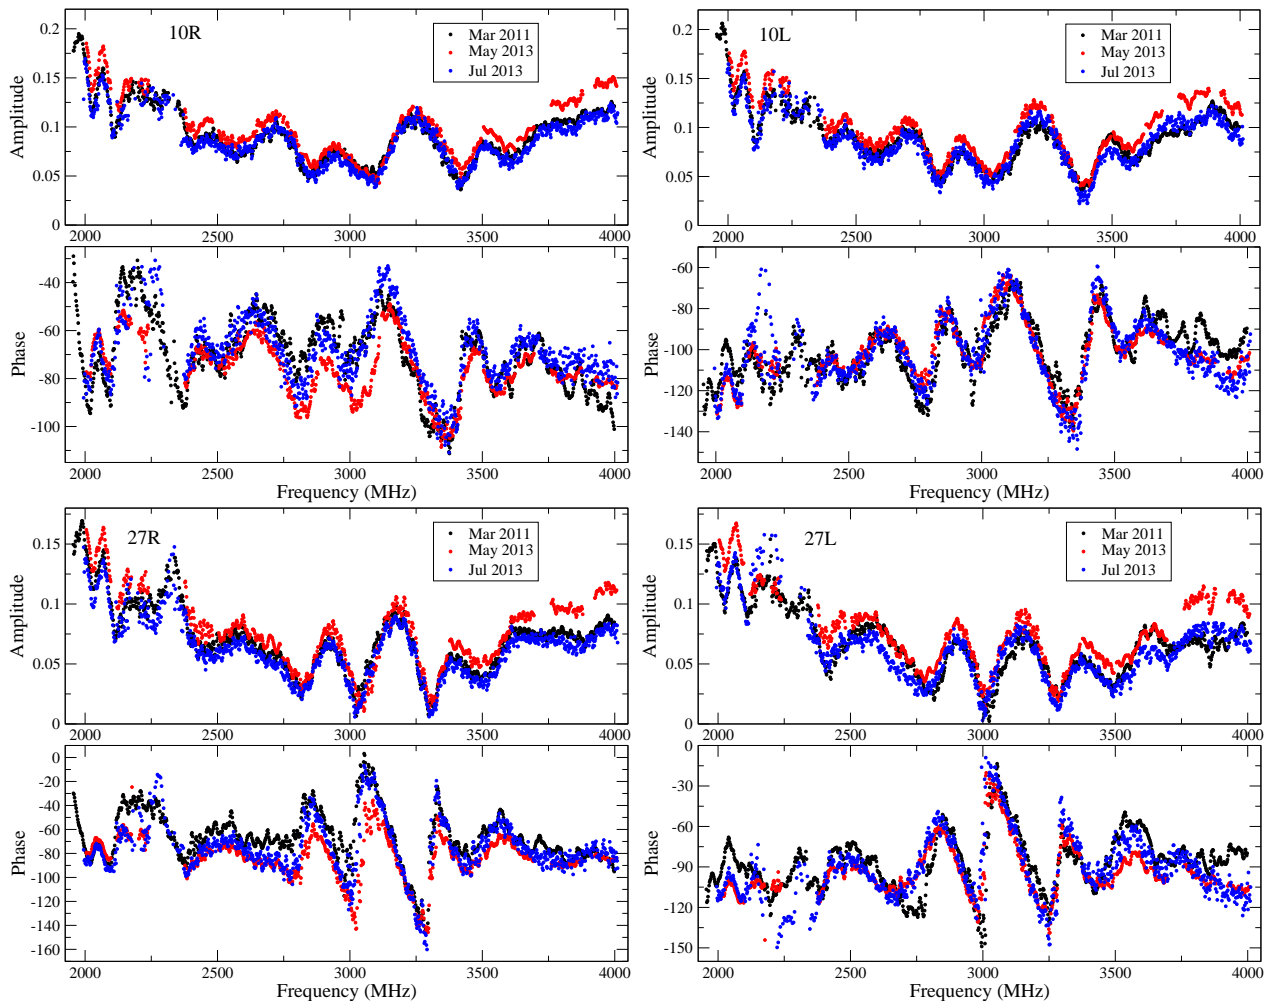 10R
Mar 2011
May 2013
Jul 2013
Amplitude
0.2
0.15
0.1
0.05
0
2000 2500 3000 3500 4000
Phase
-40
-60
-80
-100
2000 2500 3000 3500 4000
Frequency (MHz)
10L
Mar 2011
May 2013
Jul 2013
Amplitude
0.2
0.15
0.1
0.05
0
2000 2500 3000 3500 4000
Phase
-60
-80
-100
-120
-140
2000 2500 3000 3500 4000
Frequency (MHz)
27R
Mar 2011
May 2013
Jul 2013
Amplitude
0.15
0.1
0.05
0
2000 2500 3000 3500 4000
Phase
0
-20
-40
-60
-80
-100
-120
-140
-160
2000 2500 3000 3500 4000
Frequency (MHz)
27L
Mar 2011
May 2013
Jul 2013
Amplitude
0.15
0.1
0.05
0
2000 2500 3000 3500 4000
Phase
0
-30
-60
-90
-120
-150
2000 2500 3000 3500 4000
Frequency (MHz)